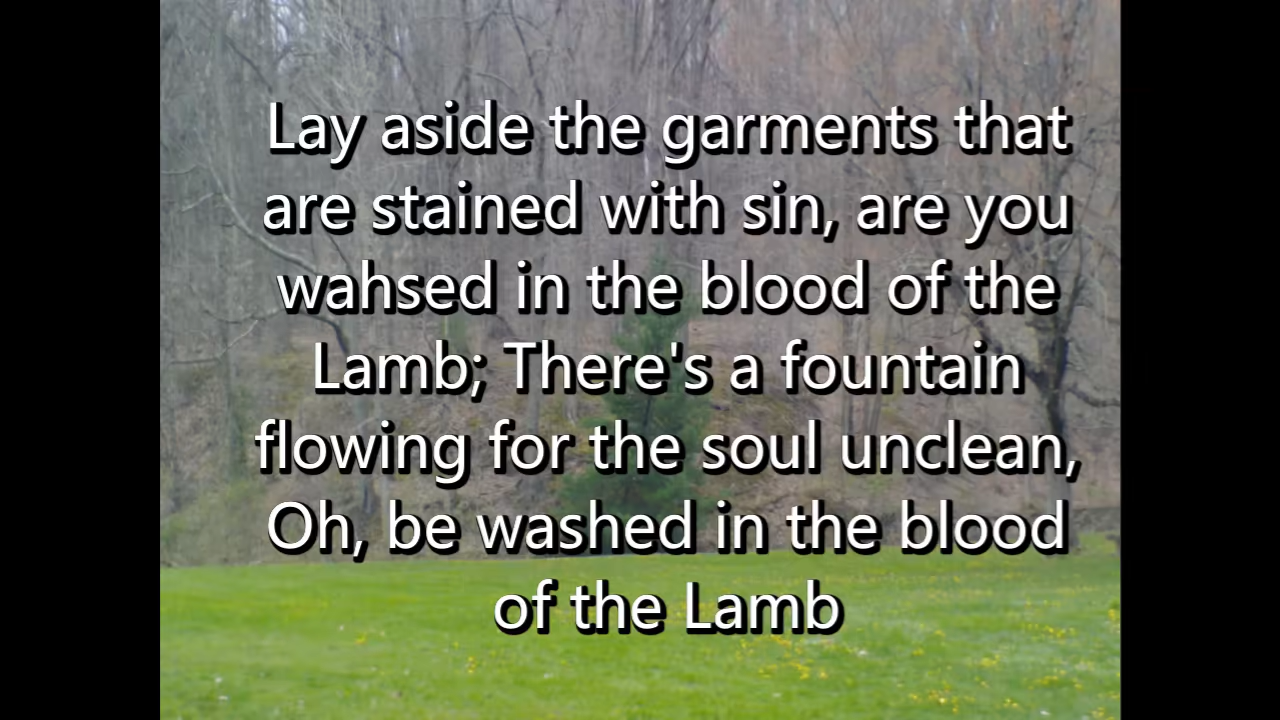 Lay aside the garments that
are stained with sin, are you
wahsed in the blood of the
Lamb; There's a fountain
flowing for the soul unclean,
Oh, be washed in the blood
of the Lamb